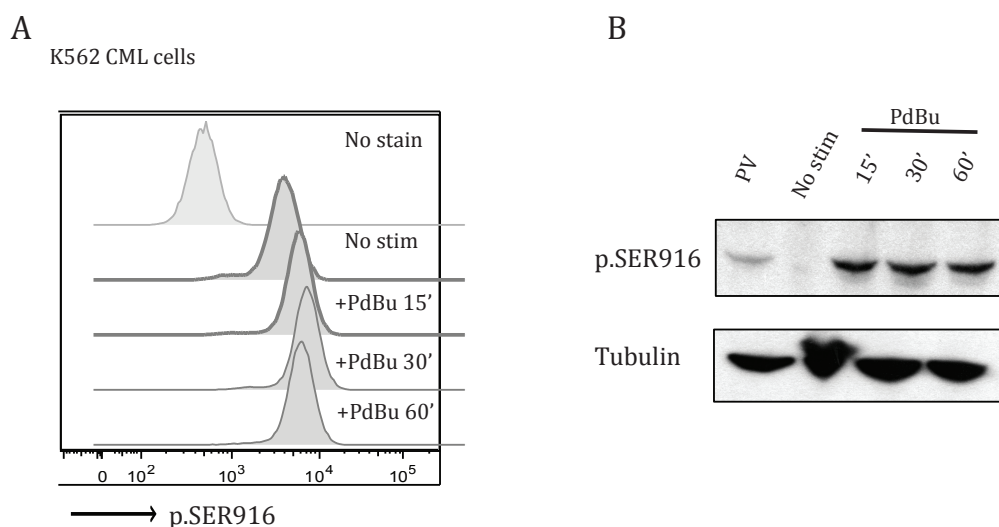 A
K562 CML cells
No stain
No stim
+PdBu 15’
+PdBu 30’
+PdBu 60’
0 10² 10³ 10⁴ 10⁵
p.SER916
B
PdBu
PV No stim 15’ 30’ 60’
p.SER916
Tubulin